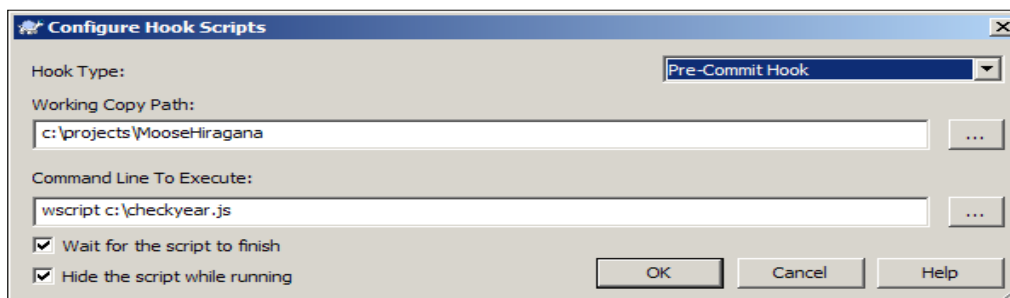 Configure Hook Scripts
Hook Type:
Pre-Commit Hook
Working Copy Path:
c:\projects\MooseHiragana
...
Command Line To Execute:
wscript c:\checkyear.js
...
Wait for the script to finish
Hide the script while running
OK
Cancel
Help